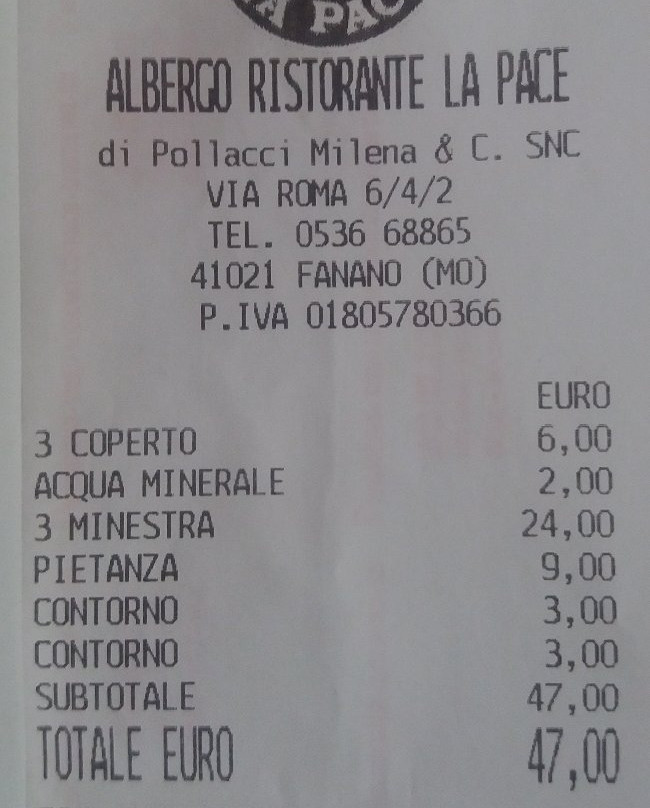 A PAC
ALBERGO RISTORANTE LA PACE
di Pollacci Milena & C. SNC
VIA ROMA 6/4/2
TEL. 0536 68865
41021 FANANO (MO)
P.IVA 01805780366
EURO
3 COPERTO 6,00
ACQUA MINERALE 2,00
3 MINESTRA 24,00
PIETANZA 9,00
CONTORNO 3,00
CONTORNO 3,00
SUBTOTALE 47,00
TOTALE EURO 47,00